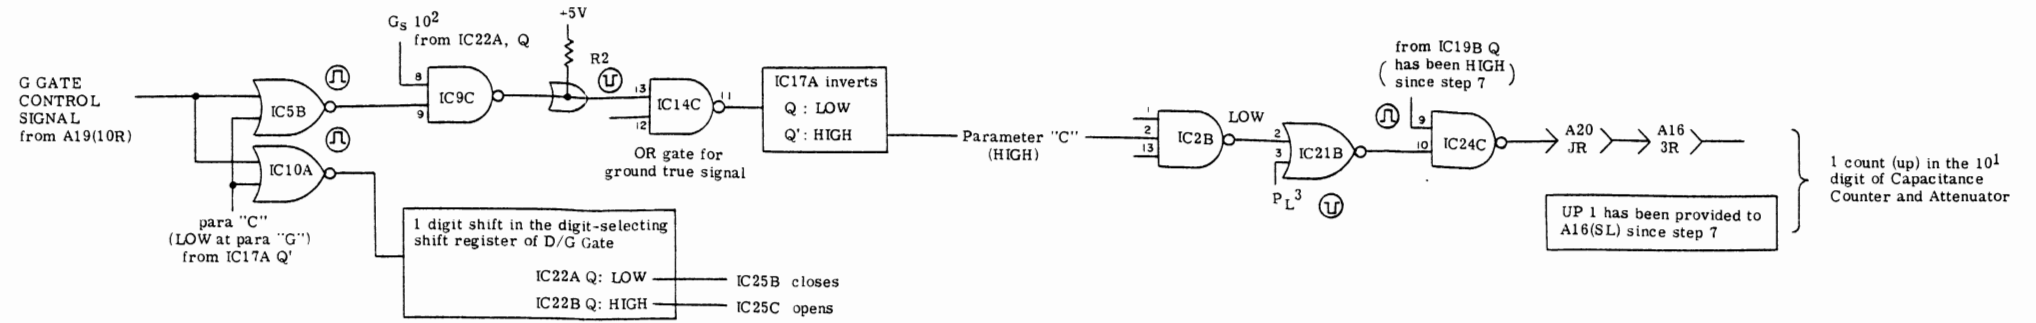 G GATE
CONTROL
SIGNAL
from A19(10R)
IC5B
IC10A
para "C"
(LOW at para "G")
from IC17A Q'
Gs 10²
from IC22A, Q
8
9
IC9C
+5V
R2
13
12
IC14C
11
OR gate for
ground true signal
IC17A inverts
Q : LOW
Q': HIGH
1 digit shift in the digit-selecting
shift register of D/G Gate
IC22A Q: LOW
IC22B Q: HIGH
IC25B closes
IC25C opens
Parameter "C"
(HIGH)
1
2
13
IC2B
LOW
2
3
IC21B
PL³
from IC19B Q
(has been HIGH)
since step 7
9
10
IC24C
A20
JR
A16
3R
UP 1 has been provided to
A16(SL) since step 7
1 count (up) in the 10¹
digit of Capacitance
Counter and Attenuator